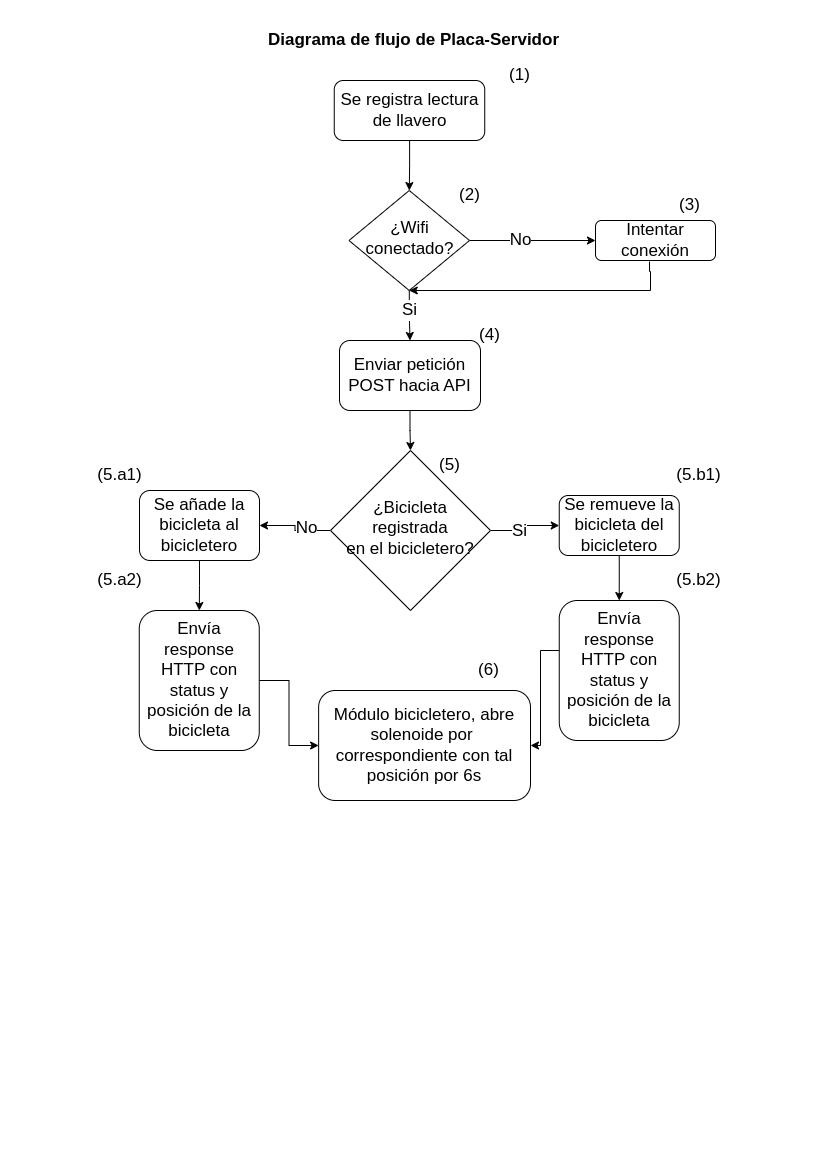 Diagrama de flujo de Placa-Servidor
(1)
Se registra lectura
de llavero
(2)
¿Wifi
conectado?
No
(3)
Intentar
conexión
Si
(4)
Enviar petición
POST hacia API
(5)
¿Bicicleta
registrada
en el bicicletero?
No
Si
(5.a1)
Se añade la
bicicleta al
bicicletero
(5.b1)
Se remueve la
bicicleta del
bicicletero
(5.a2)
Envía
response
HTTP con
status y
posición de la
bicicleta
(5.b2)
Envía
response
HTTP con
status y
posición de la
bicicleta
(6)
Módulo bicicletero, abre
solenoide por
correspondiente con tal
posición por 6s